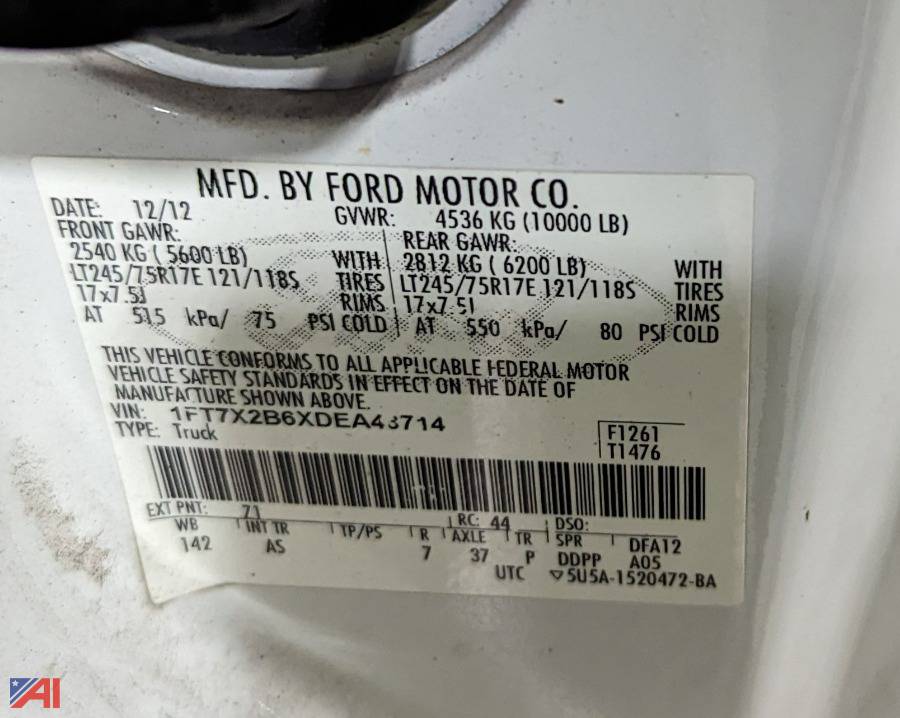 MFD. BY FORD MOTOR CO.
DATE: 12/12 GVWR: 4536 KG (10000 LB)
FRONT GAWR: REAR GAWR:
2540 KG ( 5600 LB) WITH 2812 KG ( 6200 LB) WITH
LT245/75R17E 121/118S TIRES LT245/75R17E 121/118S TIRES
17x7.5J RIMS 17x7.5J RIMS
AT 515 kPa/ 75 PSI COLD AT 550 kPa/ 80 PSI COLD
THIS VEHICLE CONFORMS TO ALL APPLICABLE FEDERAL MOTOR
VEHICLE SAFETY STANDARDS IN EFFECT ON THE DATE OF
MANUFACTURE SHOWN ABOVE.
VIN: 1FT7X2B6XDEA43714
TYPE: Truck
F1261
T1476
EXT PNT: 71 RC: 44 DSO:
WB INT TR TP/PS R AXLE TR SPR DFA12
142 AS 7 37 P DDPP A05
UTC ▽5U5A-1520472-BA
AI